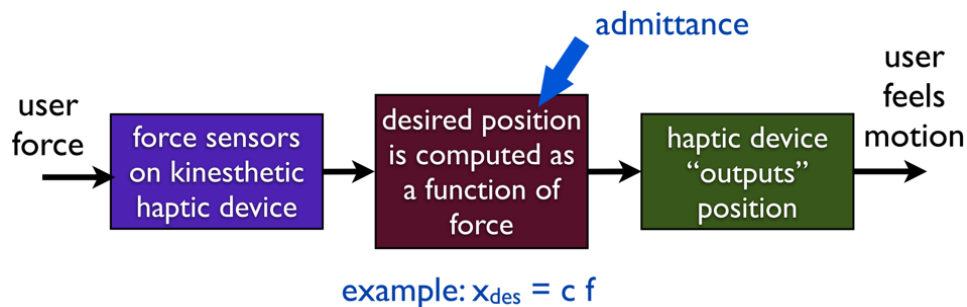 admittance
user
force
force sensors
on kinesthetic
haptic device
desired position
is computed as
a function of
force
haptic device
“outputs”
position
user
feels
motion
example: xdes = c f